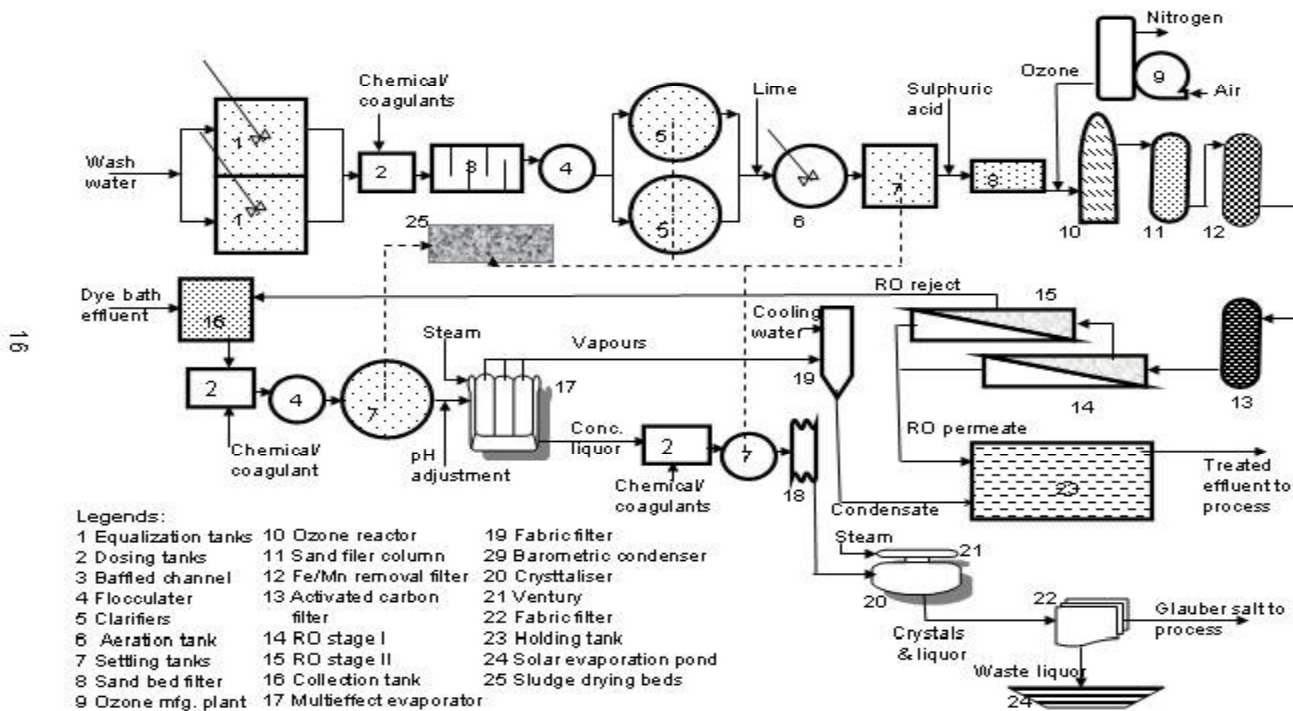 Nitrogen
9
Air
Ozone
Chemical/
coagulants
Lime
Sulphuric
acid
Wash
water
1
1
2
3
4
5
5
6
7
8
10
11
12
25
16
Dye bath
effluent
16
RO reject
15
Cooling
water
Steam
Vapours
17
19
14
13
2
4
7
Chemical/
coagulant
pH
adjustment
Conc.
liquor
2
7
18
Chemical/
coagulants
RO permeate
23
Treated
effluent to
process
Condensate
Steam
21
20
Crystals
& liquor
22
Glauber salt to
process
Waste liquor
24
Legends:
1 Equalization tanks
2 Dosing tanks
3 Baffled channel
4 Flocculater
5 Clarifiers
6 Aeration tank
7 Settling tanks
8 Sand bed filter
9 Ozone mfg. plant
10 Ozone reactor
11 Sand filer column
12 Fe/Mn removal filter
13 Activated carbon
filter
14 RO stage I
15 RO stage II
16 Collection tank
17 Multieffect evaporator
19 Fabric filter
29 Barometric condenser
20 Crysttaliser
21 Ventury
22 Fabric filter
23 Holding tank
24 Solar evaporation pond
25 Sludge drying beds